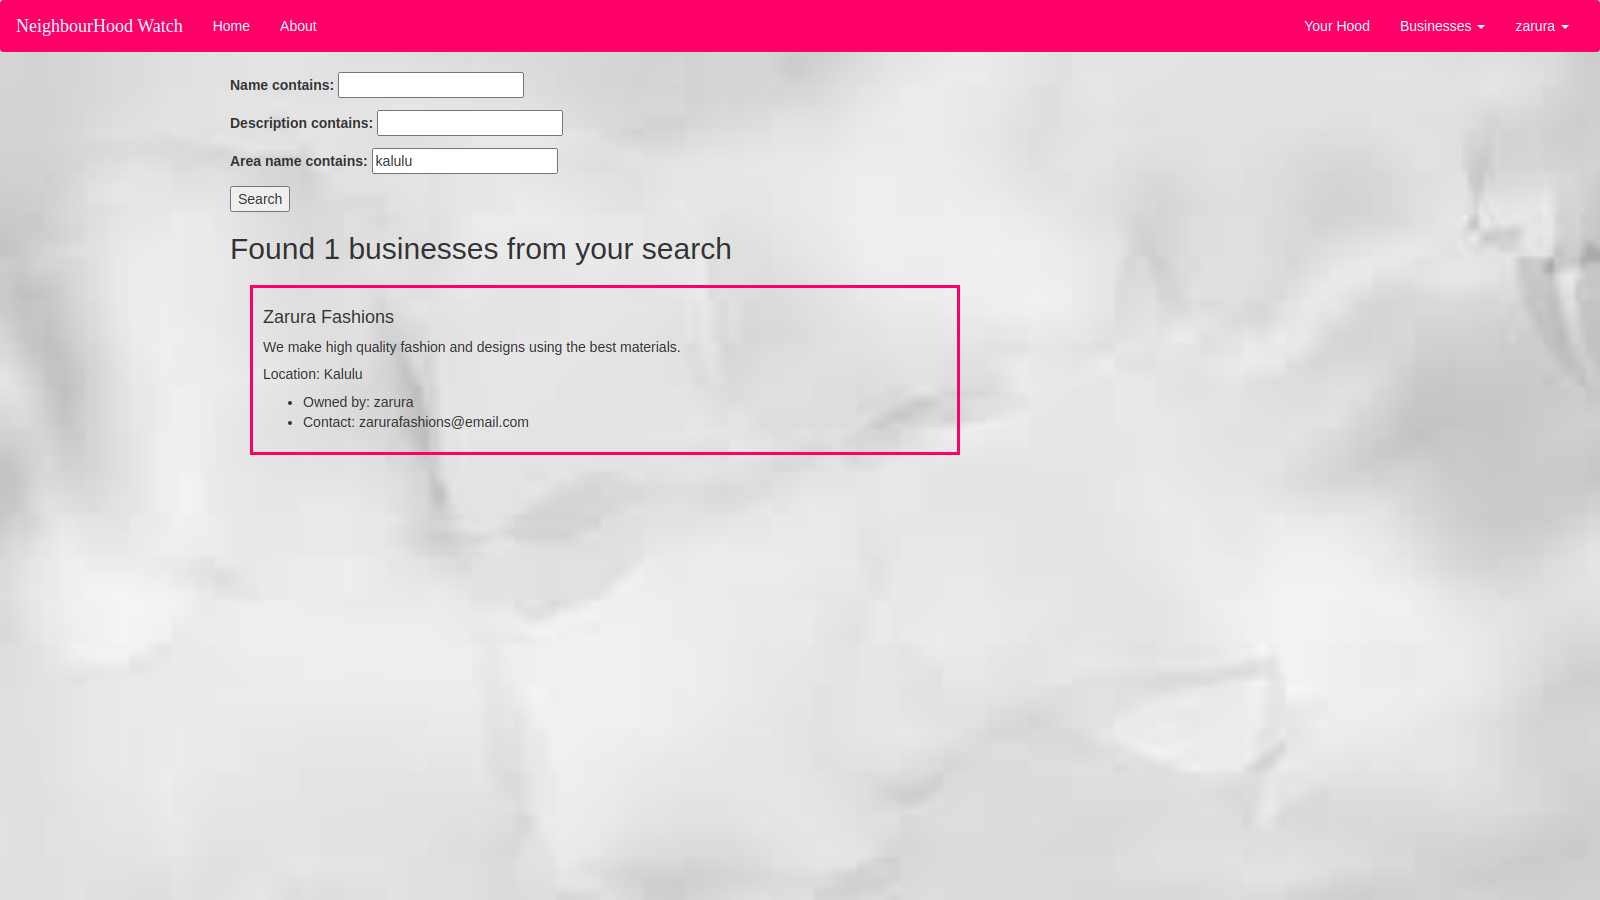 NeighbourHood Watch Home About Your Hood Businesses zarura
Name contains:
Description contains:
Area name contains: kalulu
Search
Found 1 businesses from your search
Zarura Fashions
We make high quality fashion and designs using the best materials.
Location: Kalulu
Owned by: zarura
Contact: zarurafashions@email.com